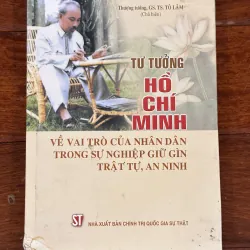 Thượng tướng, GS.TS. TÔ LÂM
(Chủ biên)
TƯ TƯỞNG
HỒ
CHÍ
MINH
VỀ VAI TRÒ CỦA NHÂN DÂN
TRONG SỰ NGHIỆP GIỮ GÌN
TRẬT TỰ, AN NINH
ST
NHÀ XUẤT BẢN CHÍNH TRỊ QUỐC GIA SỰ THẬT